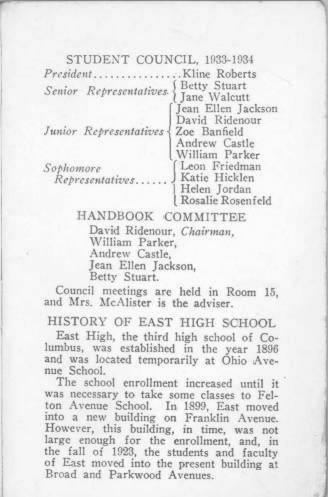 STUDENT COUNCIL, 1933-1934
President................Kline Roberts
Senior Representatives { Betty Stuart
Jane Walcutt
Junior Representatives { Jean Ellen Jackson
David Ridenour
Zoe Banfield
Andrew Castle
William Parker
Sophomore
Representatives...... { Leon Friedman
Katie Hicklen
Helen Jordan
Rosalie Rosenfeld
HANDBOOK COMMITTEE
David Ridenour, Chairman,
William Parker,
Andrew Castle,
Jean Ellen Jackson,
Betty Stuart.
Council meetings are held in Room 15,
and Mrs. McAlister is the adviser.
HISTORY OF EAST HIGH SCHOOL
East High, the third high school of Co-
lumbus, was established in the year 1896
and was located temporarily at Ohio Ave-
nue School.
The school enrollment increased until it
was necessary to take some classes to Fel-
ton Avenue School. In 1899, East moved
into a new building on Franklin Avenue.
However, this building, in time, was not
large enough for the enrollment, and, in
the fall of 1923, the students and faculty
of East moved into the present building at
Broad and Parkwood Avenues.